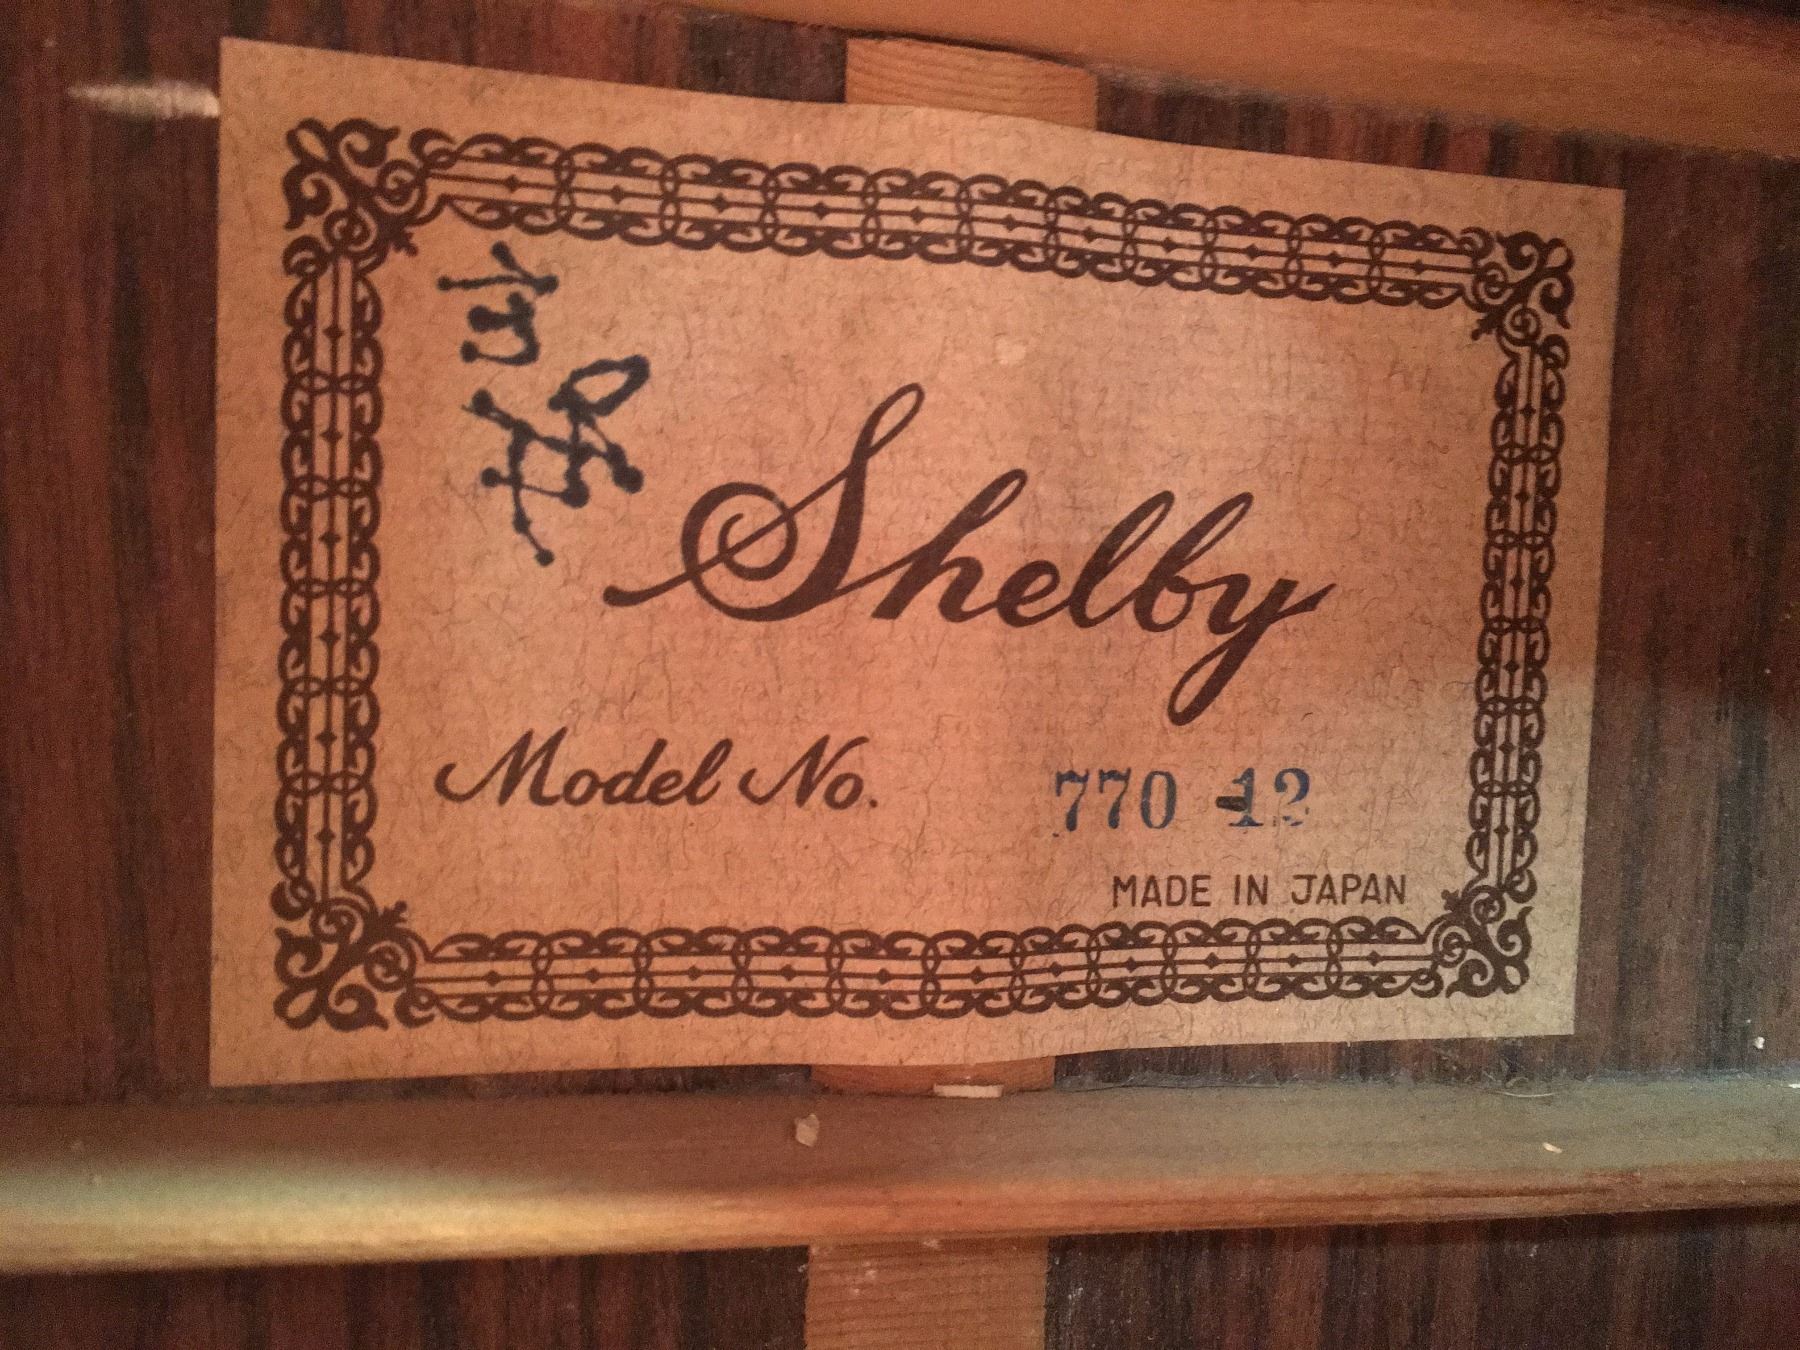 Shelby
Model No. 770 -12
MADE IN JAPAN